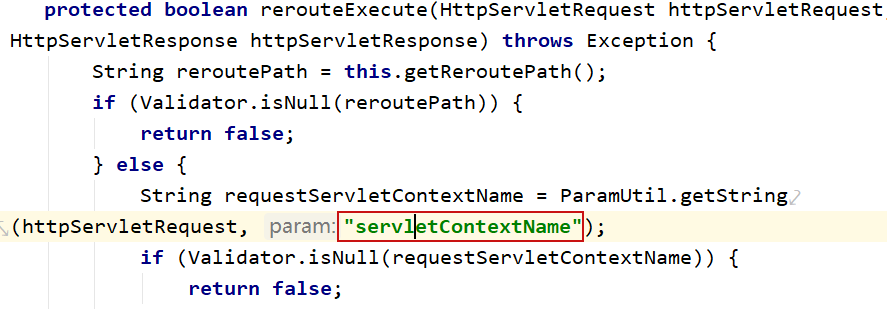 protected boolean rerouteExecute(HttpServletRequest httpServletRequest,
HttpServletResponse httpServletResponse) throws Exception {
String reroutePath = this.getReroutePath();
if (Validator.isNull(reroutePath)) {
return false;
} else {
String requestServletContextName = ParamUtil.getString
(httpServletRequest, param: "servletContextName");
if (Validator.isNull(requestServletContextName)) {
return false;